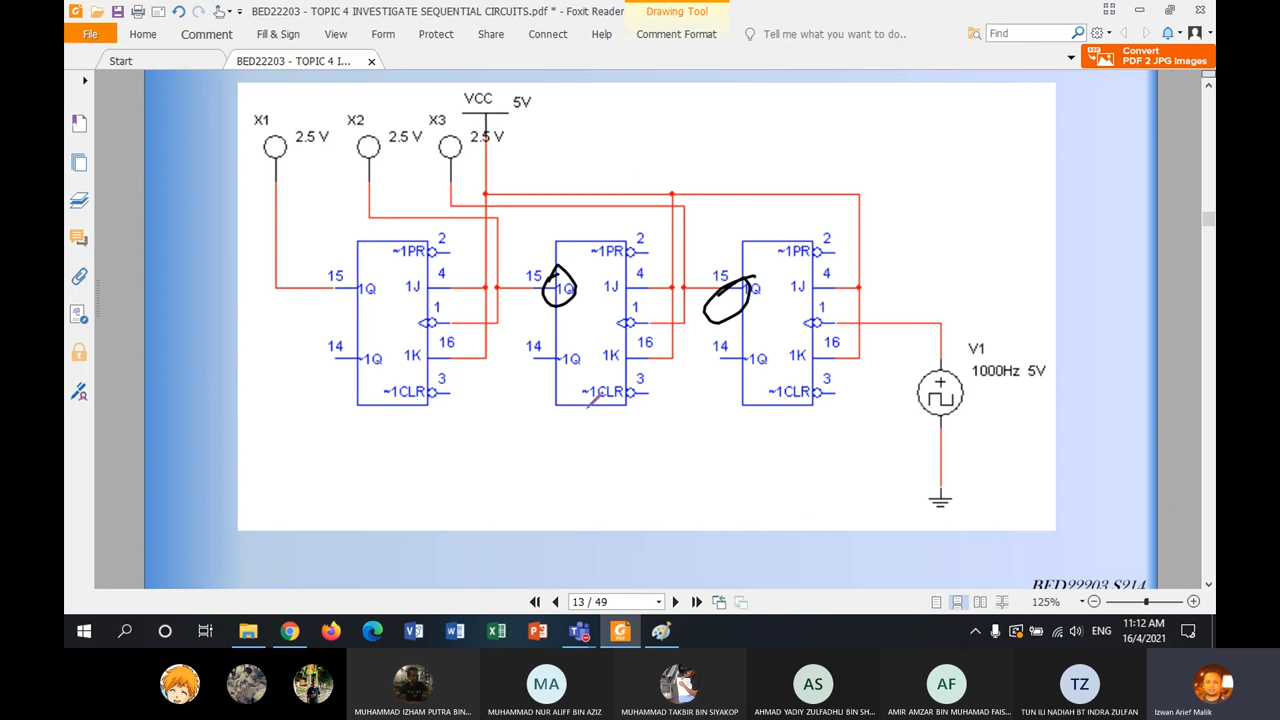 BED22203 - TOPIC 4 INVESTIGATE SEQUENTIAL CIRCUITS.pdf * - Foxit Reader
Drawing Tool
File Home Comment Fill & Sign View Form Protect Share Connect Help Comment Format Tell me what you want to do.. Find
Start BED22203 - TOPIC 4 I... Convert
PDF 2 JPG Images
VCC 5V
X1 X2 X3
2.5 V 2.5 V 2.5 V
2 2 2
~1PR ~1PR ~1PR
15 4 15 4 15 4
1Q 1J 1Q 1J 1Q 1J
1 1 1
14 16 14 16 14 16
~1Q 1K ~1Q 1K ~1Q 1K
V1
1000Hz 5V
3 3 3
~1CLR ~1CLR ~1CLR
BED22203 S214
13 / 49 125%
11:12 AM
ENG
16/4/2021
MA AS AF TZ
MUHAMMAD IZHAM PUTRA BIN... MUHAMMAD NUR ALIFF BIN AZIZ MUHAMMAD TAKBIR BIN SIYAKOP AHMAD YADIY ZULFADHLI BIN SH... AMIR AMZAR BIN MUHAMAD FAIS... TUN ILI NADIAH BT INDRA ZULFAN Izwan Arief Malik